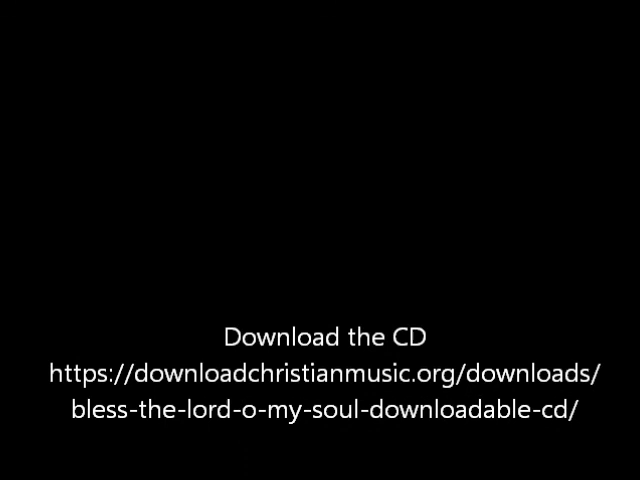 Download the CD
https://downloadchristianmusic.org/downloads/
bless-the-lord-o-my-soul-downloadable-cd/